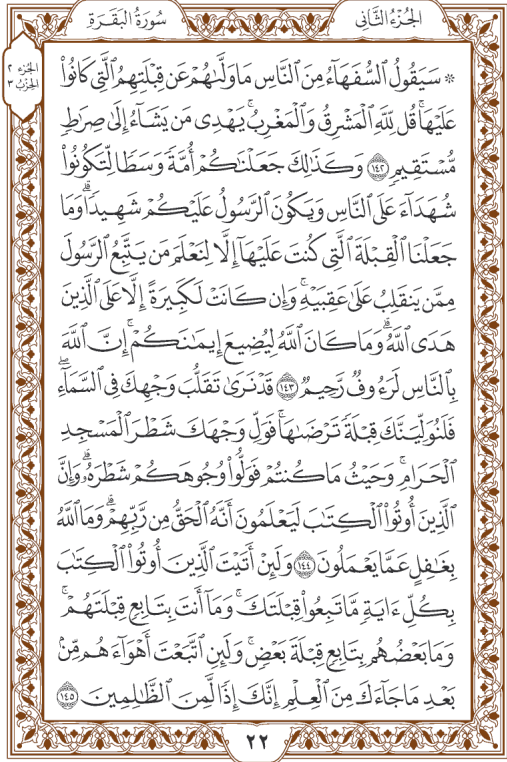 الجُزْءُ الثَّانِي
سُورَةُ البَقَرَةِ
الجزء ٢
الحزب ٣
۞ سَيَقُولُ ٱلسُّفَهَآءُ مِنَ ٱلنَّاسِ مَا وَلَّىٰهُمْ عَن قِبْلَتِهِمُ ٱلَّتِى كَانُوا۟
عَلَيْهَا ۚ قُل لِّلَّهِ ٱلْمَشْرِقُ وَٱلْمَغْرِبُ ۚ يَهْدِى مَن يَشَآءُ إِلَىٰ صِرَٰطٍ
مُّسْتَقِيمٍ ١٤٢ وَكَذَٰلِكَ جَعَلْنَٰكُمْ أُمَّةً وَسَطًا لِّتَكُونُوا۟
شُهَدَآءَ عَلَى ٱلنَّاسِ وَيَكُونَ ٱلرَّسُولُ عَلَيْكُمْ شَهِيدًا ۗ وَمَا
جَعَلْنَا ٱلْقِبْلَةَ ٱلَّتِى كُنتَ عَلَيْهَآ إِلَّا لِنَعْلَمَ مَن يَتَّبِعُ ٱلرَّسُولَ
مِمَّن يَنقَلِبُ عَلَىٰ عَقِبَيْهِ ۚ وَإِن كَانَتْ لَكَبِيرَةً إِلَّا عَلَى ٱلَّذِينَ
هَدَى ٱللَّهُ ۗ وَمَا كَانَ ٱللَّهُ لِيُضِيعَ إِيمَٰنَكُمْ ۚ إِنَّ ٱللَّهَ
بِٱلنَّاسِ لَرَءُوفٌ رَّحِيمٌ ١٤٣ قَدْ نَرَىٰ تَقَلُّبَ وَجْهِكَ فِى ٱلسَّمَآءِ ۖ
فَلَنُوَلِّيَنَّكَ قِبْلَةً تَرْضَىٰهَا ۚ فَوَلِّ وَجْهَكَ شَطْرَ ٱلْمَسْجِدِ
ٱلْحَرَامِ ۚ وَحَيْثُ مَا كُنتُمْ فَوَلُّوا۟ وُجُوهَكُمْ شَطْرَهُۥ ۗ وَإِنَّ
ٱلَّذِينَ أُوتُوا۟ ٱلْكِتَٰبَ لَيَعْلَمُونَ أَنَّهُ ٱلْحَقُّ مِن رَّبِّهِمْ ۗ وَمَا ٱللَّهُ
بِغَٰفِلٍ عَمَّا يَعْمَلُونَ ١٤٤ وَلَئِنْ أَتَيْتَ ٱلَّذِينَ أُوتُوا۟ ٱلْكِتَٰبَ
بِكُلِّ ءَايَةٍ مَّا تَبِعُوا۟ قِبْلَتَكَ ۚ وَمَآ أَنتَ بِتَابِعٍ قِبْلَتَهُمْ ۚ
وَمَا بَعْضُهُم بِتَابِعٍ قِبْلَةَ بَعْضٍ ۚ وَلَئِنِ ٱتَّبَعْتَ أَهْوَآءَهُم مِّنۢ
بَعْدِ مَا جَآءَكَ مِنَ ٱلْعِلْمِ ۙ إِنَّكَ إِذًا لَّمِنَ ٱلظَّٰلِمِينَ ١٤٥
٢٢